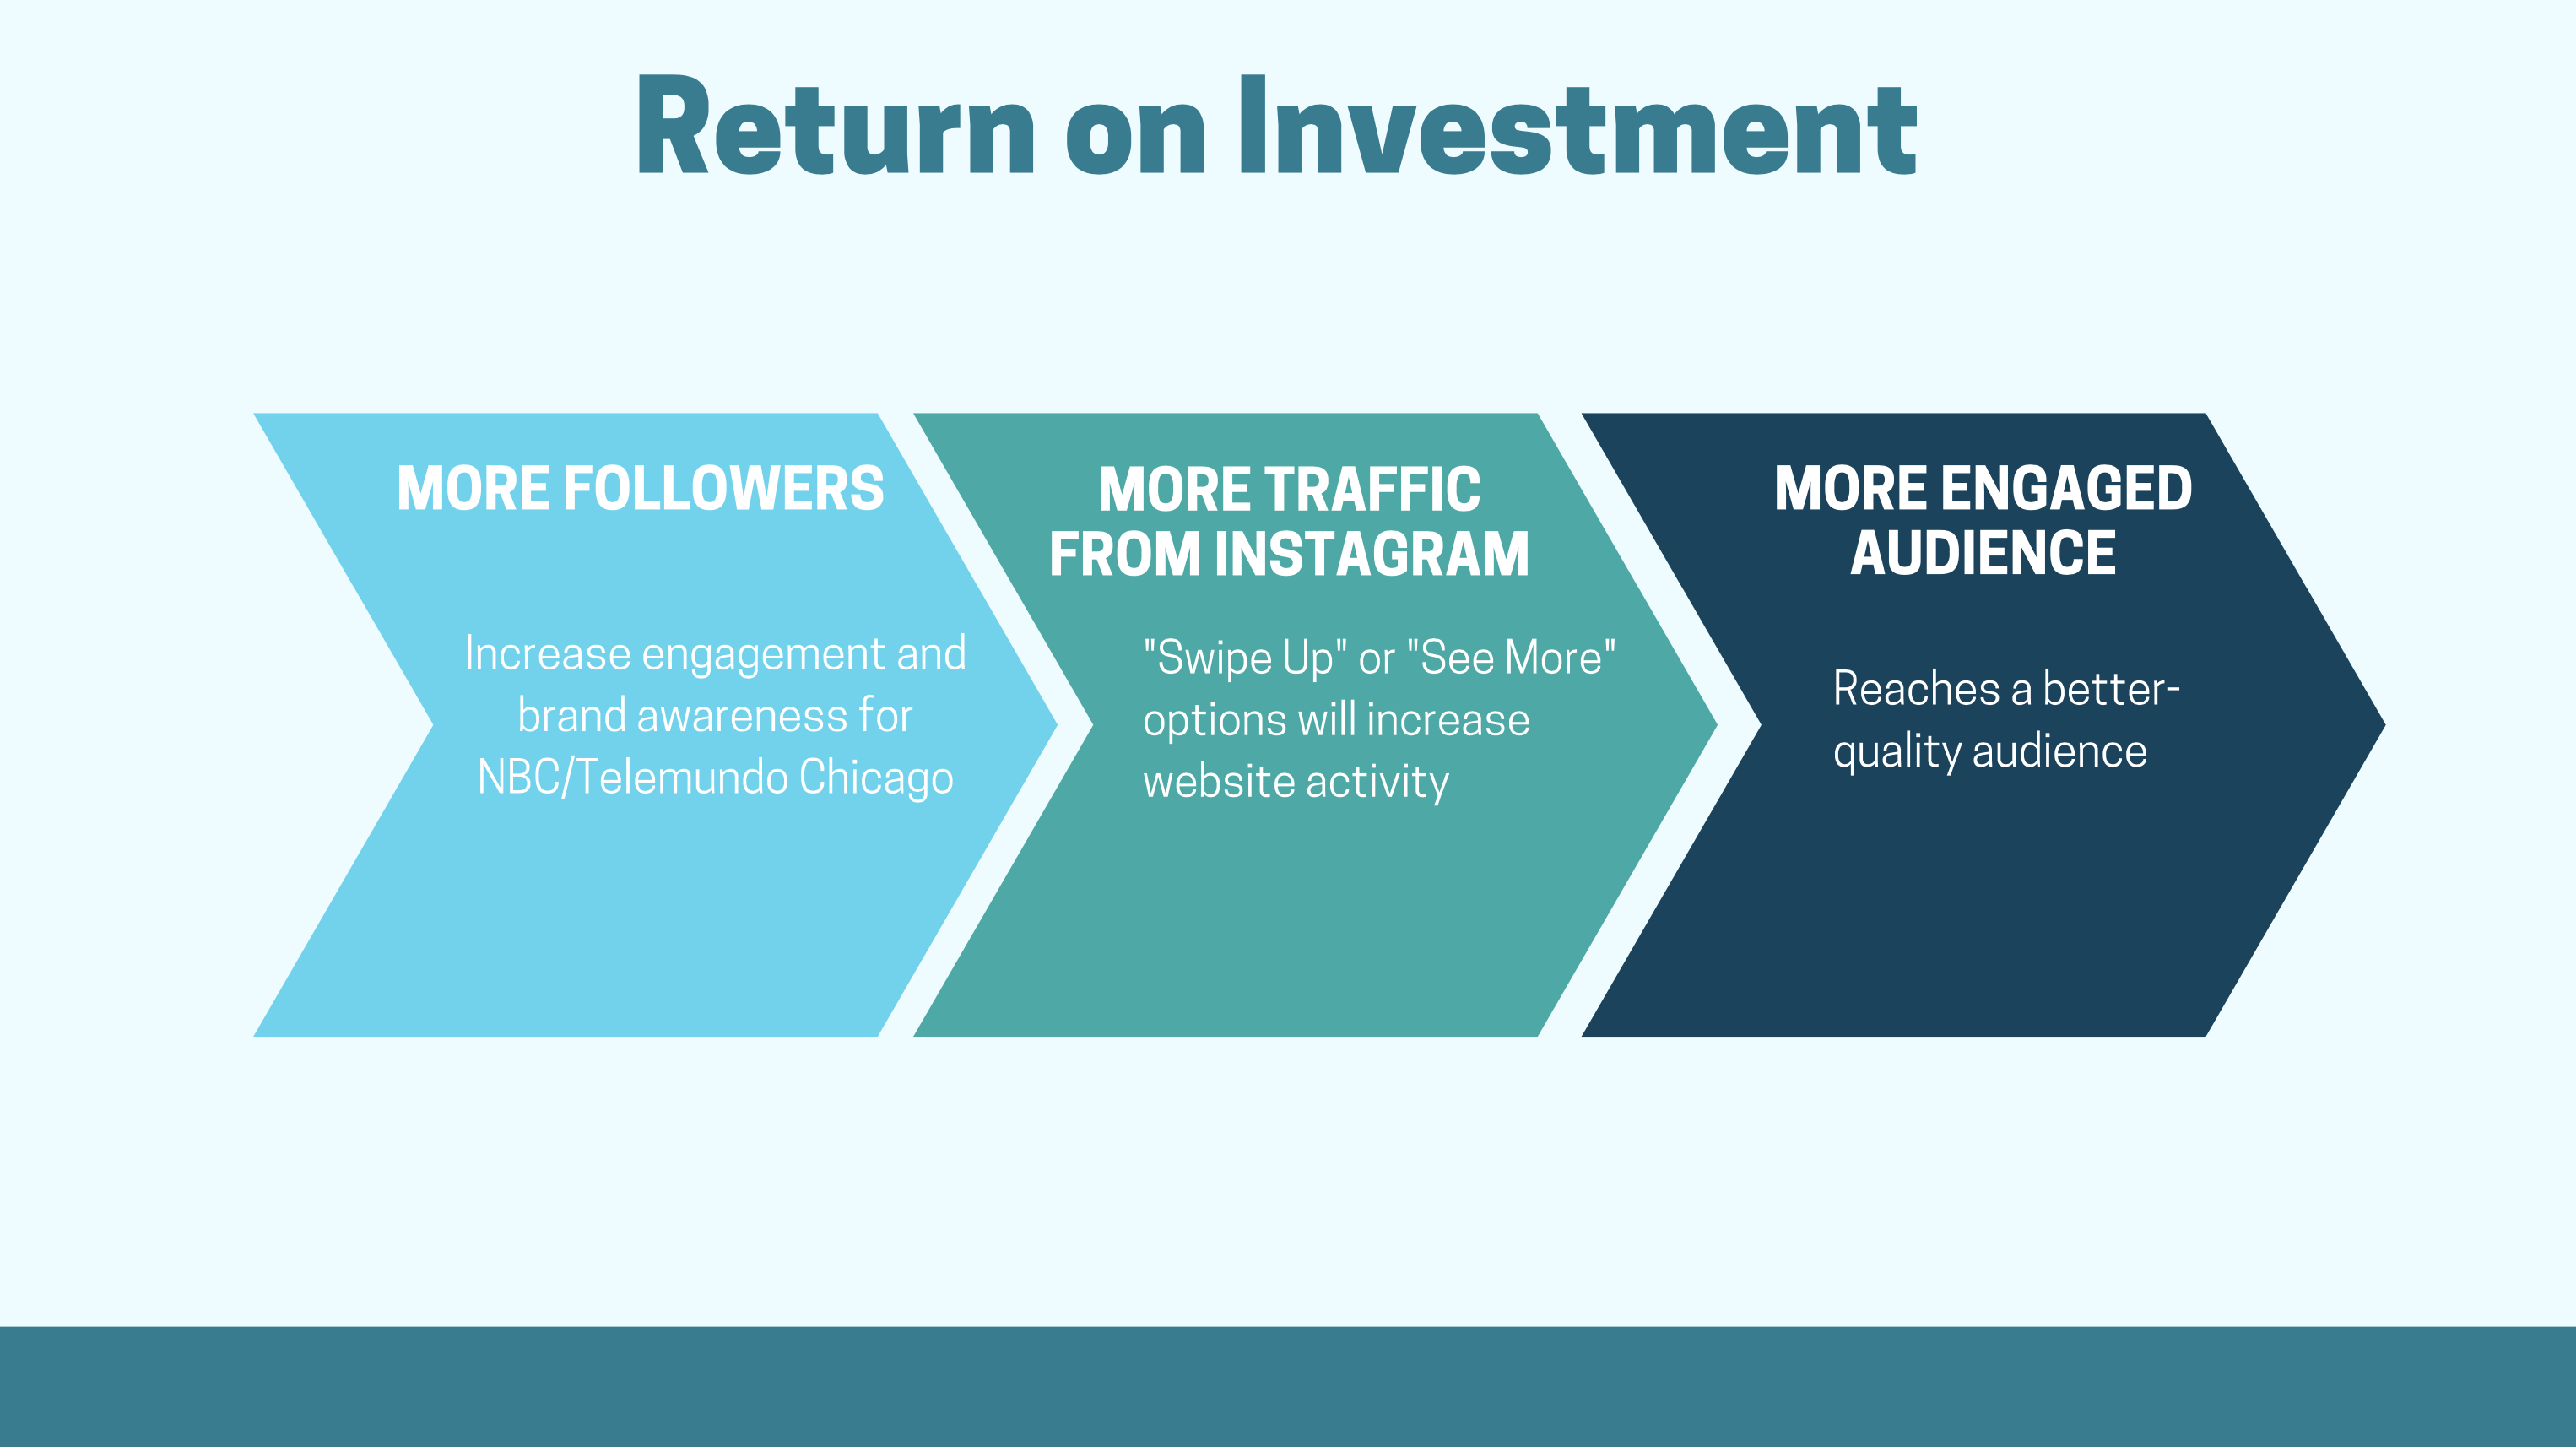 Return on Investment
MORE FOLLOWERS
Increase engagement and
brand awareness for
NBC/Telemundo Chicago
MORE TRAFFIC
FROM INSTAGRAM
"Swipe Up" or "See More"
options will increase
website activity
MORE ENGAGED
AUDIENCE
Reaches a better-
quality audience